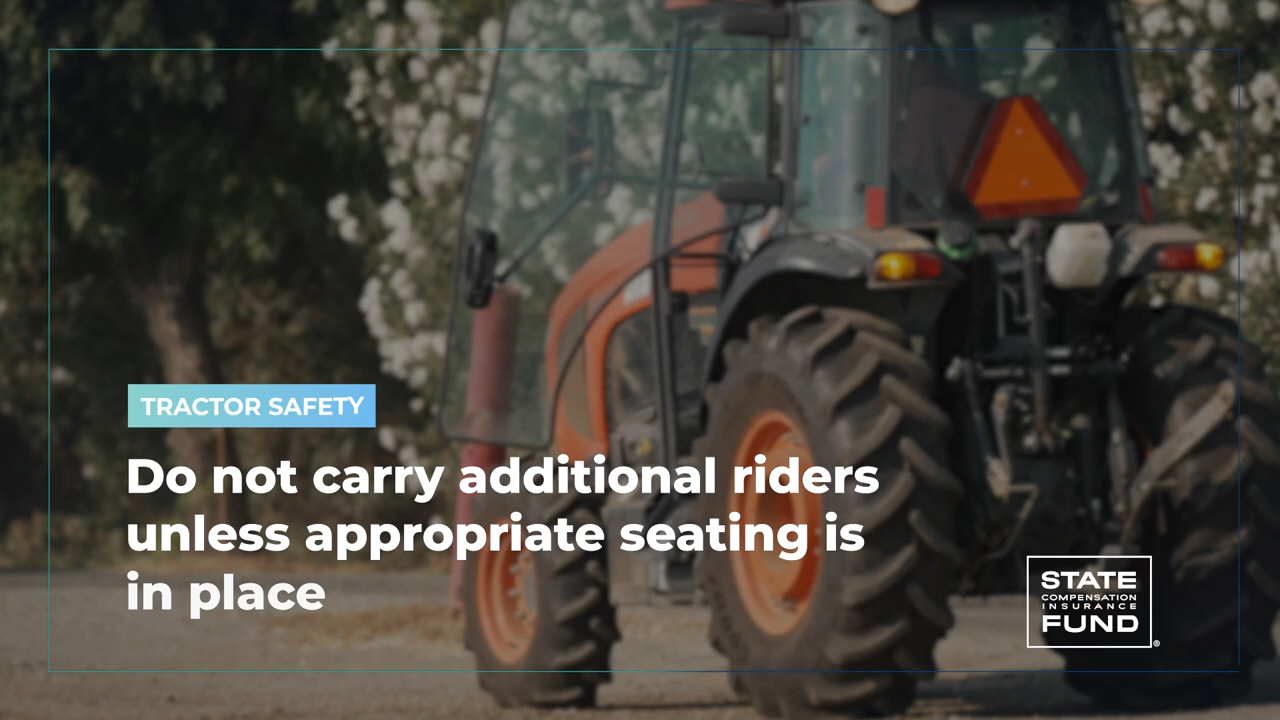 TRACTOR SAFETY
Do not carry additional riders
unless appropriate seating is
in place
STATE
COMPENSATION
INSURANCE
FUND
®